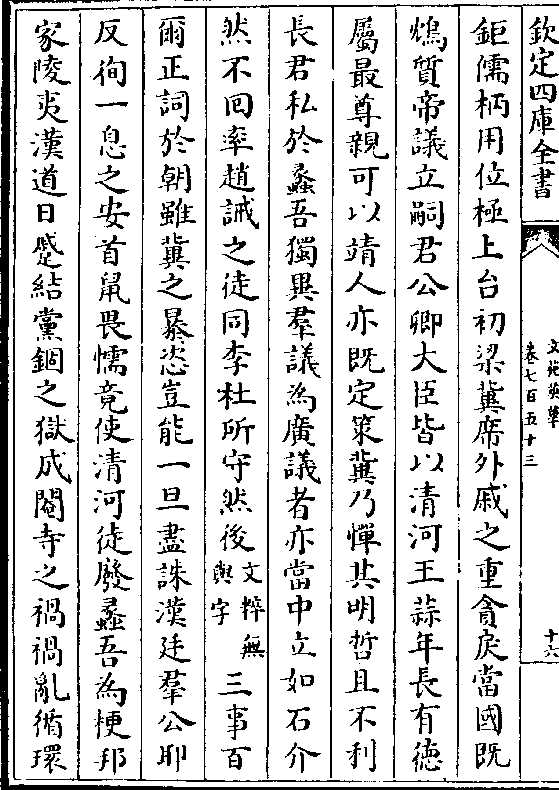 欽定四庫全書
文苑英華
卷七百五十三
十六
鉅儒柄用位極上台初梁冀席外戚之重貪戾當國既
鴆質帝議立嗣君公卿大臣皆以清河王蒜年長有德
屬最尊親可以靖人亦既定策冀乃憚其明哲且不利
長君私於蠡吾獨異羣議為廣議者亦當中立如石介
然不回率趙誡之徒同李杜所守然後文粹無輿字三事百
爾正詞於朝雖冀之暴恣豈能一旦盡誅漢廷羣公耶
反徇一息之安首鼠畏懦竟使清河徒廢蠡吾為梗邦
家陵夷漢道日蹙結黨錮之獄成閹寺之禍禍亂循環